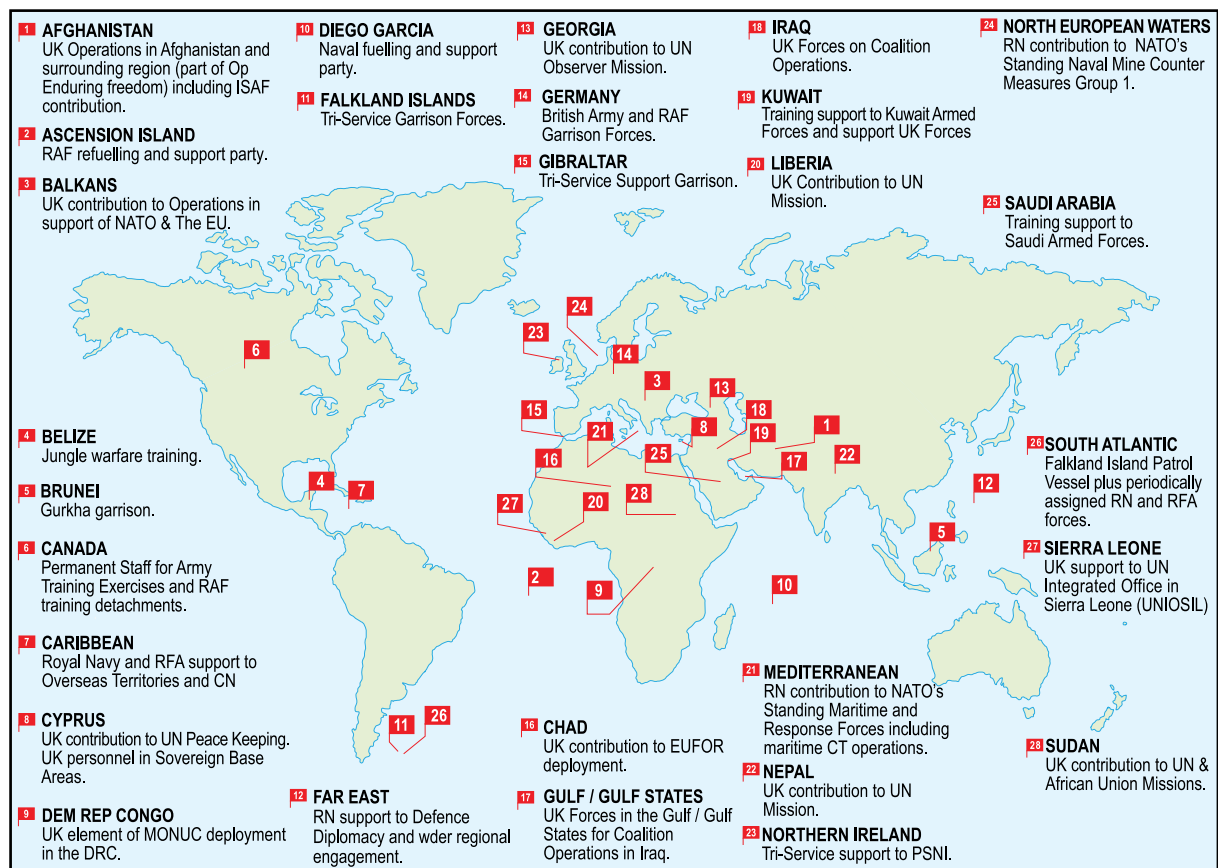 1 AFGHANISTAN
UK Operations in Afghanistan and
surrounding region (part of Op
Enduring freedom) including ISAF
contribution.
2 ASCENSION ISLAND
RAF refuelling and support party.
3 BALKANS
UK contribution to Operations in
support of NATO & The EU.
10 DIEGO GARCIA
Naval fuelling and support
party.
11 FALKLAND ISLANDS
Tri-Service Garrison Forces.
13 GEORGIA
UK contribution to UN
Observer Mission.
14 GERMANY
British Army and RAF
Garrison Forces.
15 GIBRALTAR
Tri-Service Support Garrison.
18 IRAQ
UK Forces on Coalition
Operations.
19 KUWAIT
Training support to Kuwait Armed
Forces and support UK Forces
20 LIBERIA
UK Contribution to UN
Mission.
24 NORTH EUROPEAN WATERS
RN contribution to NATO's
Standing Naval Mine Counter
Measures Group 1.
25 SAUDI ARABIA
Training support to
Saudi Armed Forces.
24
23
6
14
3
13
15
21
8
18
19
1
16
25
17
22
4
7
27
20
28
12
5
2
9
10
11
26
4 BELIZE
Jungle warfare training.
5 BRUNEI
Gurkha garrison.
6 CANADA
Permanent Staff for Army
Training Exercises and RAF
training detachments.
7 CARIBBEAN
Royal Navy and RFA support to
Overseas Territories and CN
8 CYPRUS
UK contribution to UN Peace Keeping.
UK personnel in Sovereign Base
Areas.
9 DEM REP CONGO
UK element of MONUC deployment
in the DRC.
12 FAR EAST
RN support to Defence
Diplomacy and wder regional
engagement.
16 CHAD
UK contribution to EUFOR
deployment.
17 GULF / GULF STATES
UK Forces in the Gulf / Gulf
States for Coalition
Operations in Iraq.
21 MEDITERRANEAN
RN contribution to NATO's
Standing Maritime and
Response Forces including
maritime CT operations.
22 NEPAL
UK contribution to UN
Mission.
23 NORTHERN IRELAND
Tri-Service support to PSNI.
26 SOUTH ATLANTIC
Falkland Island Patrol
Vessel plus periodically
assigned RN and RFA
forces.
27 SIERRA LEONE
UK support to UN
Integrated Office in
Sierra Leone (UNIOSIL)
28 SUDAN
UK contribution to UN &
African Union Missions.